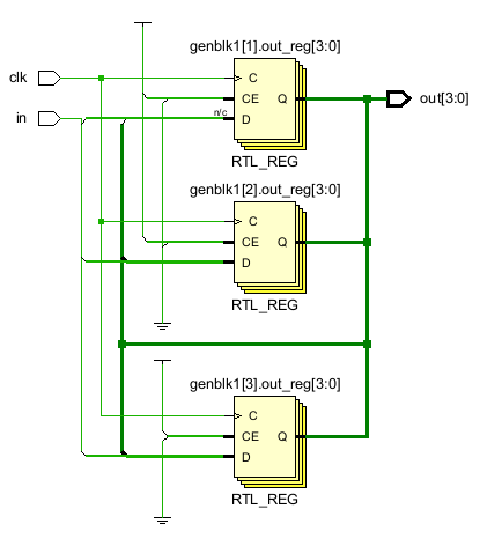 genblk1[1].out_reg[3:0]
clk
C
CE
Q
out[3:0]
in
n/c
D
RTL_REG
genblk1[2].out_reg[3:0]
C
CE
Q
D
RTL_REG
genblk1[3].out_reg[3:0]
C
CE
Q
D
RTL_REG